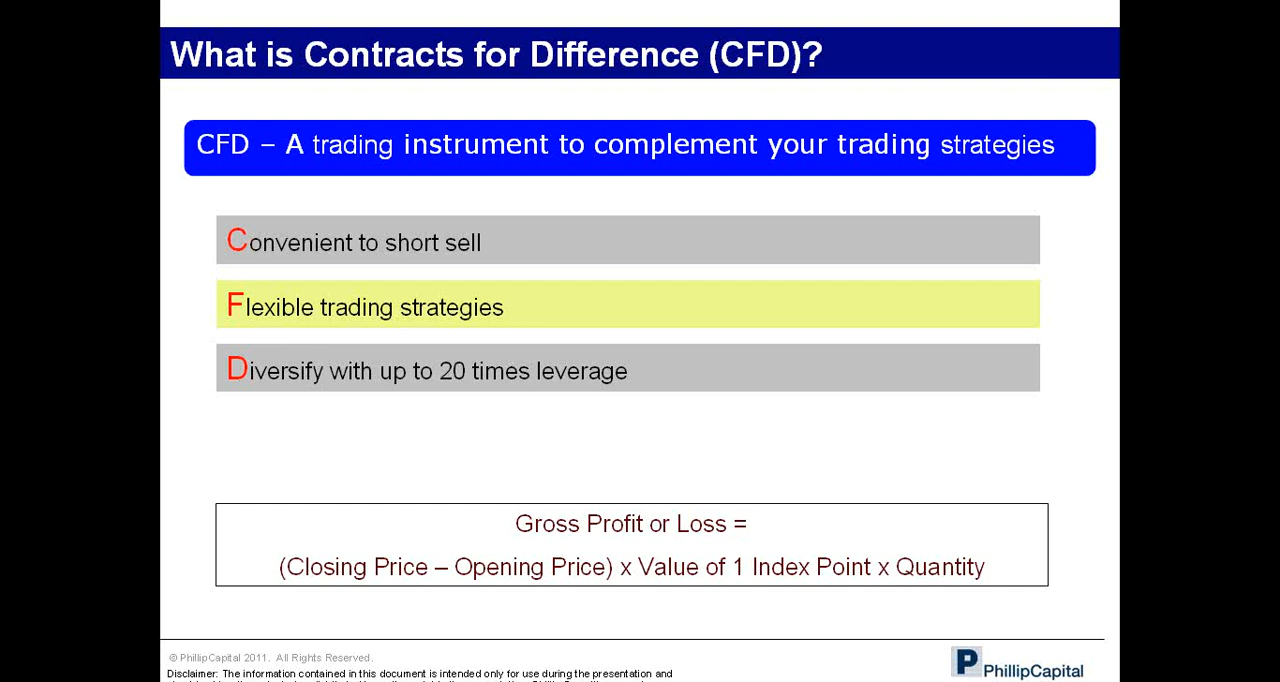 What is Contracts for Difference (CFD)?
CFD – A trading instrument to complement your trading strategies
Convenient to short sell
Flexible trading strategies
Diversify with up to 20 times leverage
Gross Profit or Loss =
(Closing Price – Opening Price) x Value of 1 Index Point x Quantity
© PhillipCapital 2011. All Rights Reserved.
Disclaimer: The information contained in this document is intended only for use during the presentation and
P PhillipCapital